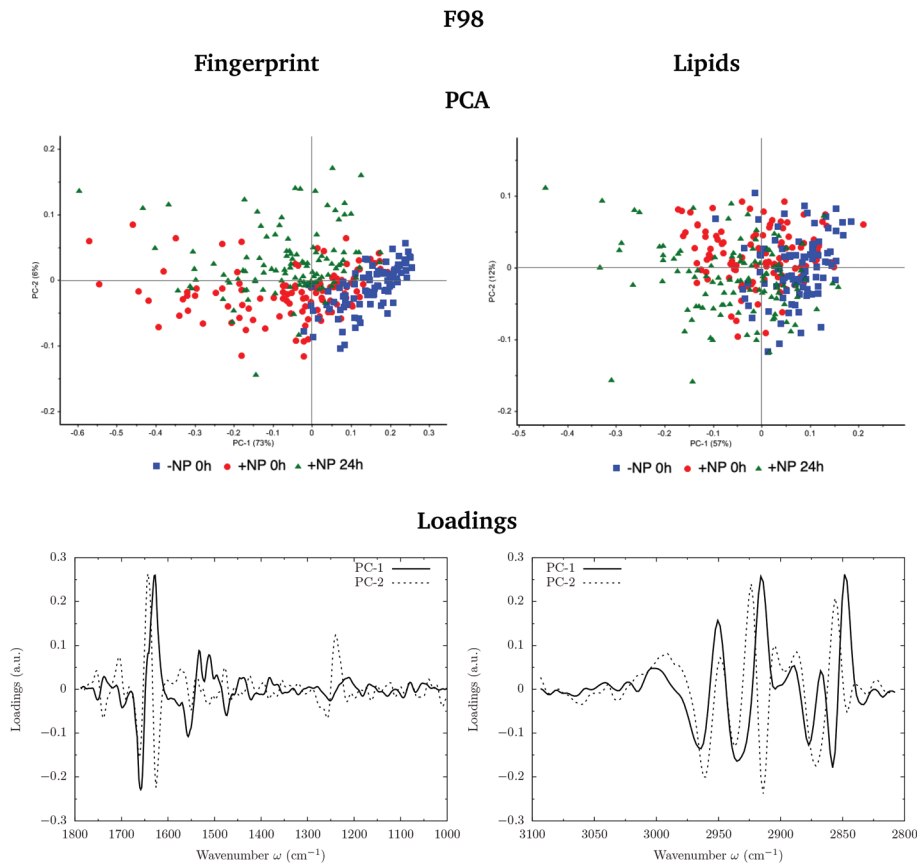 F98
Fingerprint Lipids
PCA
PC-2 (6%)
0.2
0.1
0
-0.1
-0.2
-0.6 -0.5 -0.4 -0.3 -0.2 -0.1 0 0.1 0.2 0.3
PC-1 (73%)
-NP 0h +NP 0h +NP 24h
PC-2 (12%)
0.1
0
-0.1
-0.2
-0.5 -0.4 -0.3 -0.2 -0.1 0 0.1 0.2
PC-1 (57%)
-NP 0h +NP 0h +NP 24h
Loadings
Loadings (a.u.)
0.3
0.2
0.1
0
−0.1
−0.2
−0.3
PC-1
PC-2
1800 1700 1600 1500 1400 1300 1200 1100 1000
Wavenumber ω (cm⁻¹)
Loadings (a.u.)
0.3
0.2
0.1
0
−0.1
−0.2
−0.3
PC-1
PC-2
3100 3050 3000 2950 2900 2850 2800
Wavenumber ω (cm⁻¹)